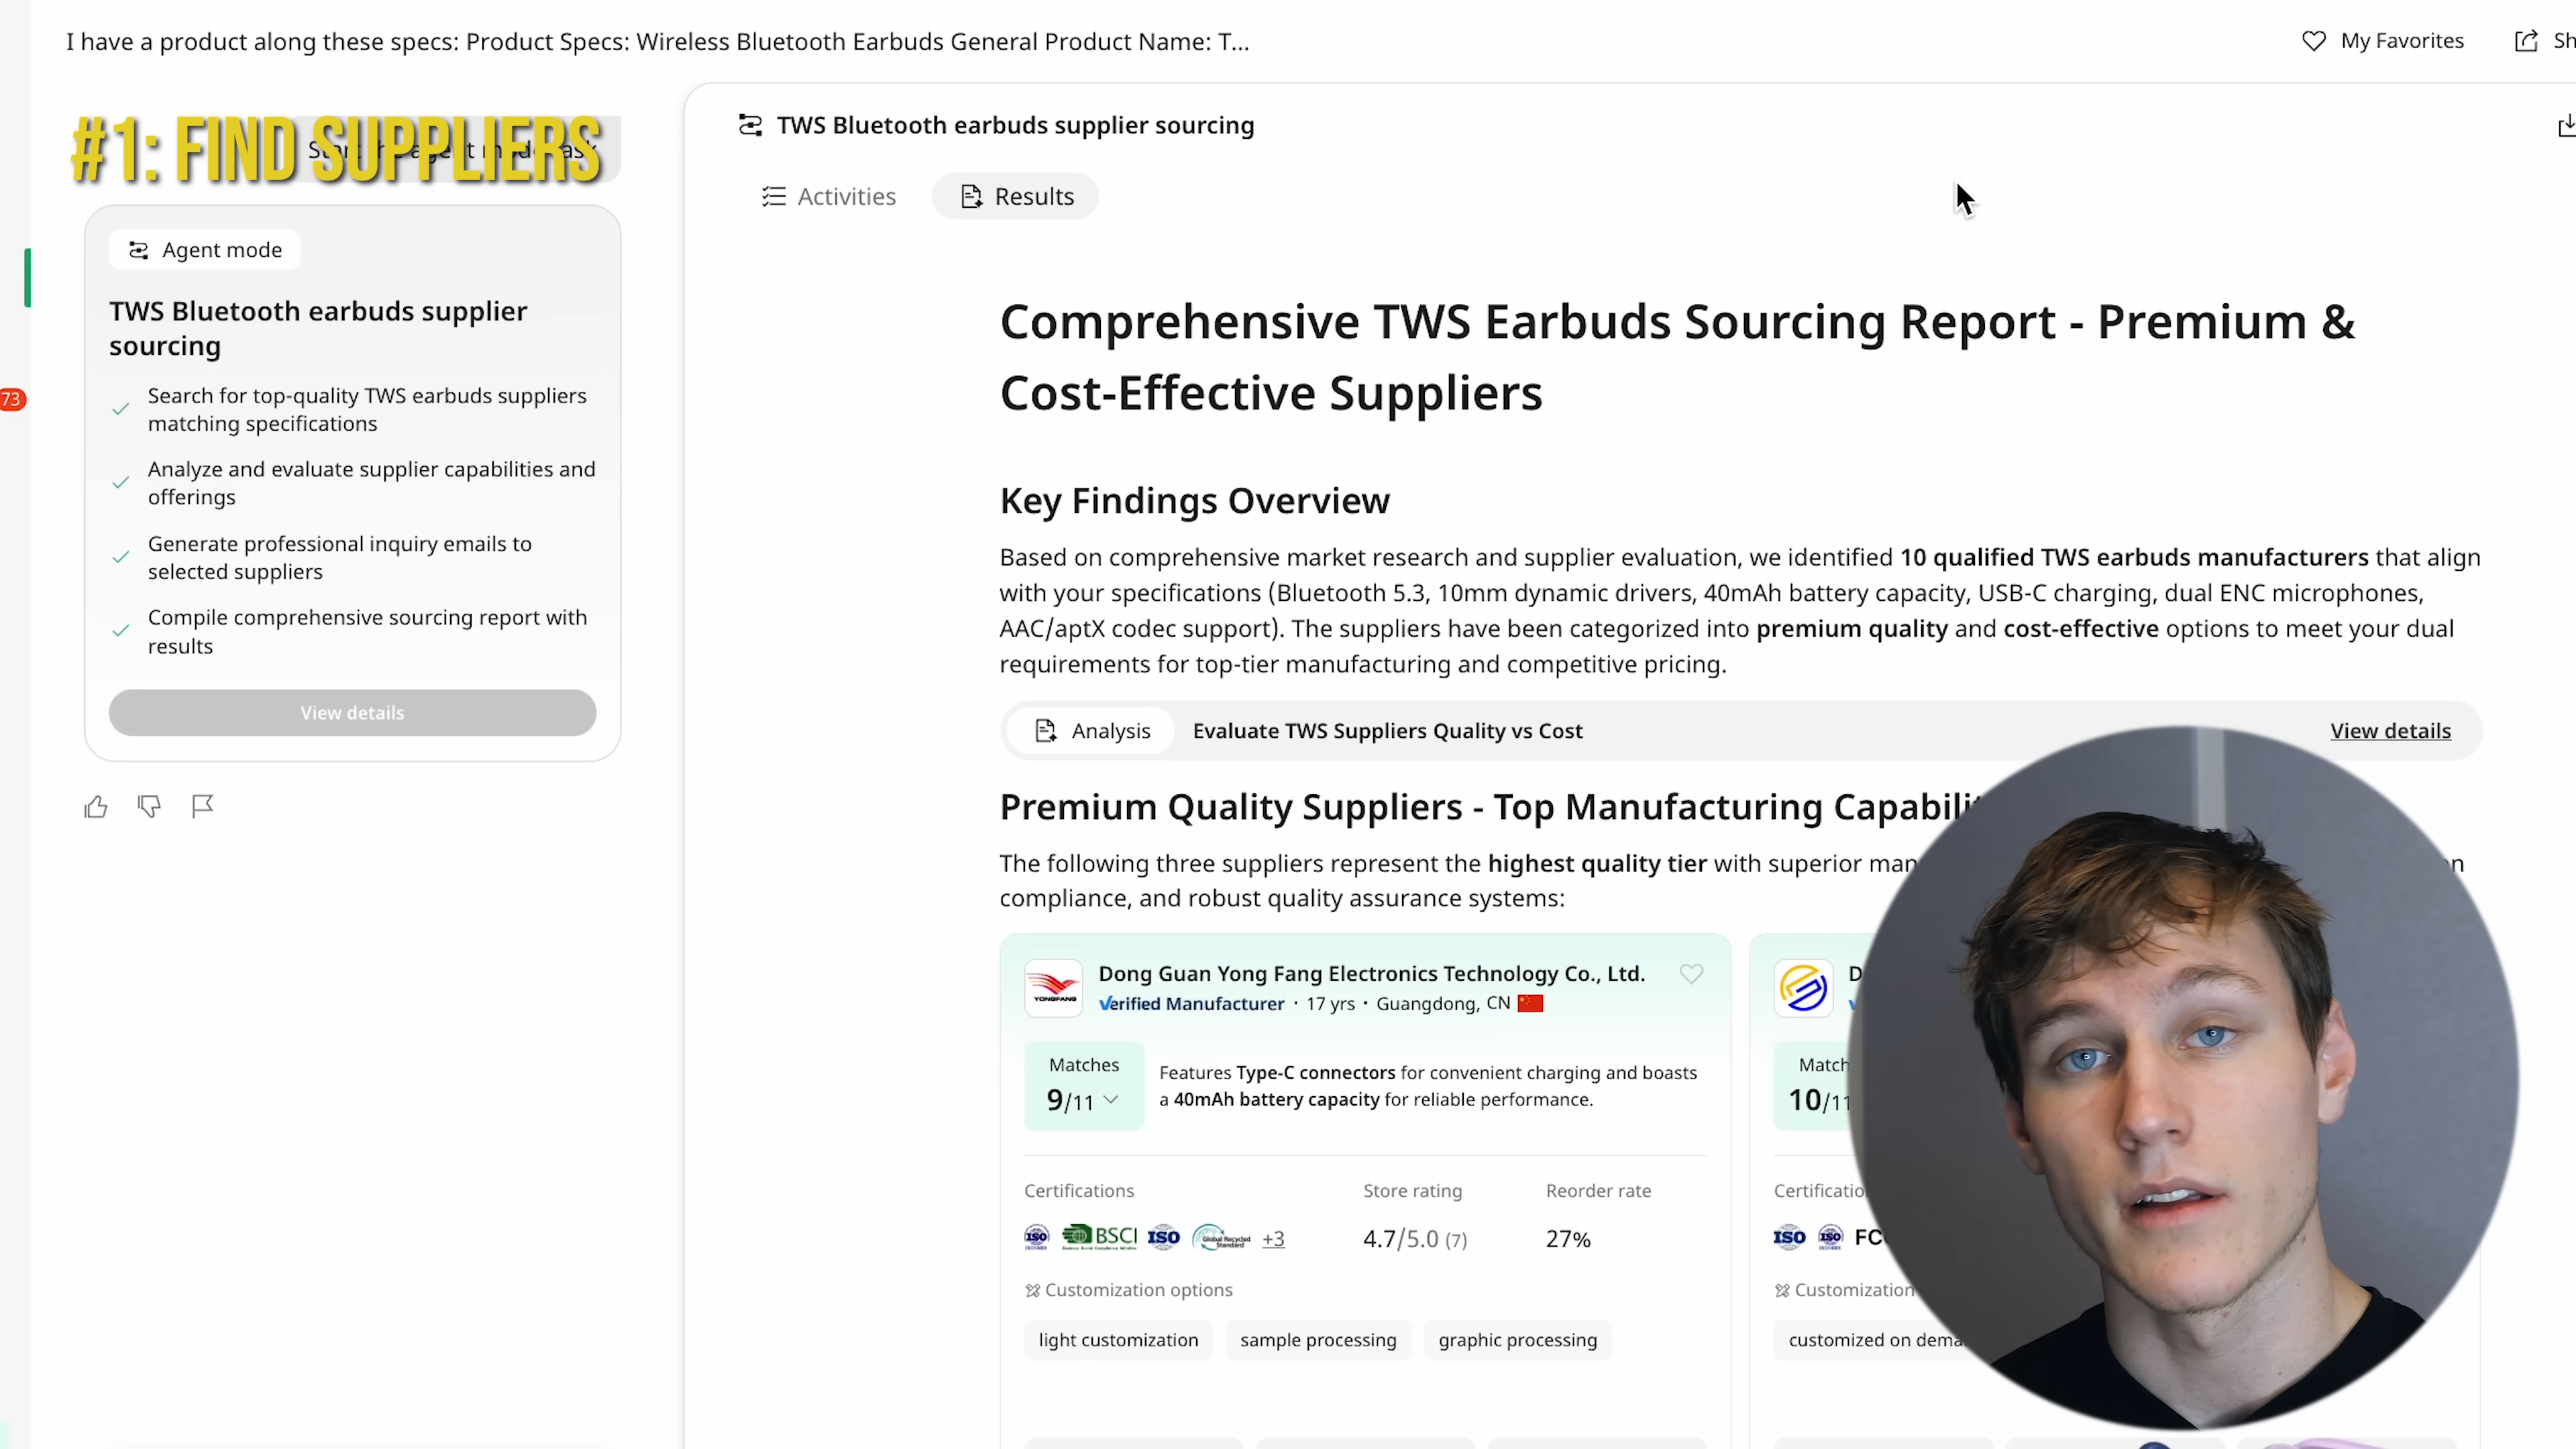 I have a product along these specs: Product Specs: Wireless Bluetooth Earbuds General Product Name: T...
My Favorites
#1: FIND SUPPLIERS
TWS Bluetooth earbuds supplier sourcing
Activities
Results
Agent mode
TWS Bluetooth earbuds supplier
sourcing
Search for top-quality TWS earbuds suppliers
matching specifications
Analyze and evaluate supplier capabilities and
offerings
Generate professional inquiry emails to
selected suppliers
Compile comprehensive sourcing report with
results
View details
73
Comprehensive TWS Earbuds Sourcing Report - Premium &
Cost-Effective Suppliers
Key Findings Overview
Based on comprehensive market research and supplier evaluation, we identified 10 qualified TWS earbuds manufacturers that align
with your specifications (Bluetooth 5.3, 10mm dynamic drivers, 40mAh battery capacity, USB-C charging, dual ENC microphones,
AAC/aptX codec support). The suppliers have been categorized into premium quality and cost-effective options to meet your dual
requirements for top-tier manufacturing and competitive pricing.
Analysis
Evaluate TWS Suppliers Quality vs Cost
View details
Premium Quality Suppliers - Top Manufacturing
The following three suppliers represent the highest quality tier with superior
compliance, and robust quality assurance systems:
YONGFANG
Dong Guan Yong Fang Electronics Technology Co., Ltd.
Verified Manufacturer · 17 yrs · Guangdong, CN
Matches
9/11
Features Type-C connectors for convenient charging and boasts
a 40mAh battery capacity for reliable performance.
Certifications
Store rating
Reorder rate
ISO
BSCI
ISO
Global Recycled
Standard
+3
4.7/5.0 (7)
27%
Customization options
light customization
sample processing
graphic processing
10/11
ISO
ISO
Customization
customized on